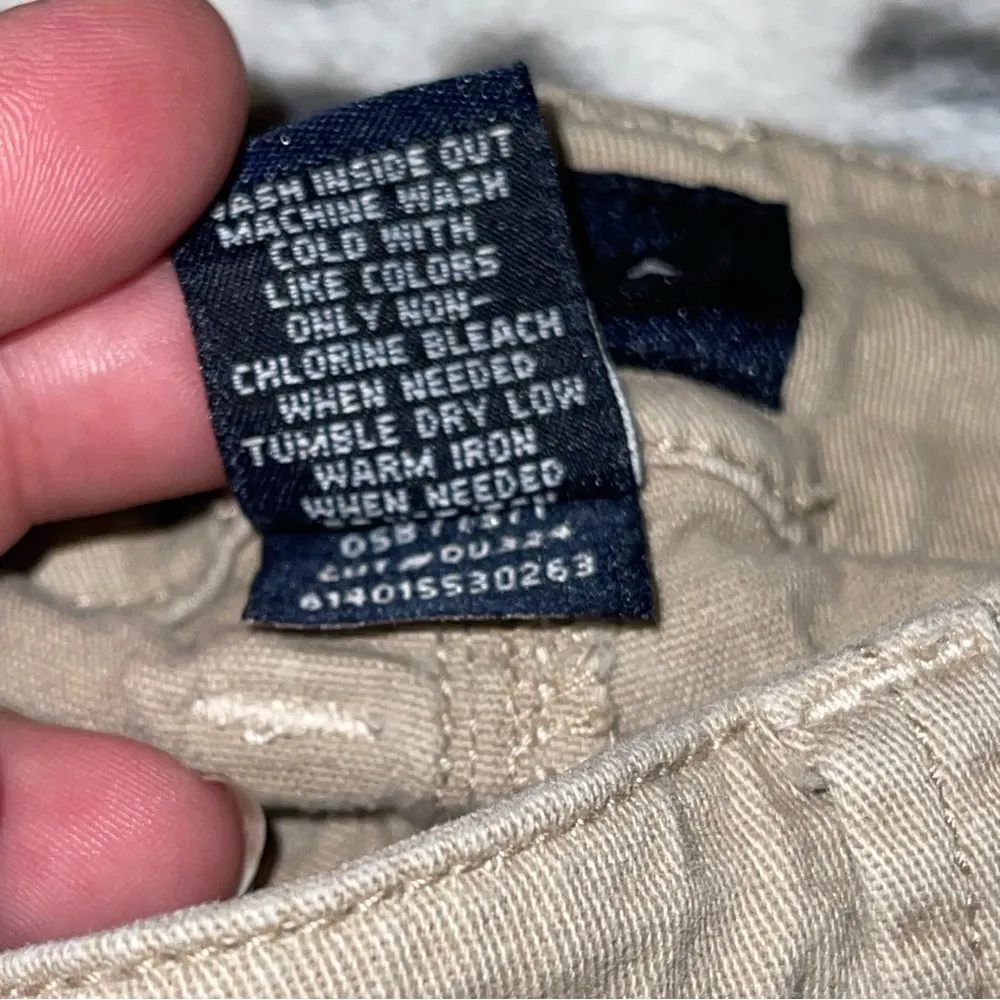 WASH INSIDE OUT
MACHINE WASH
COLD WITH
LIKE COLORS
ONLY NON-
CHLORINE BLEACH
WHEN NEEDED
TUMBLE DRY LOW
WARM IRON
WHEN NEEDED
614015530263